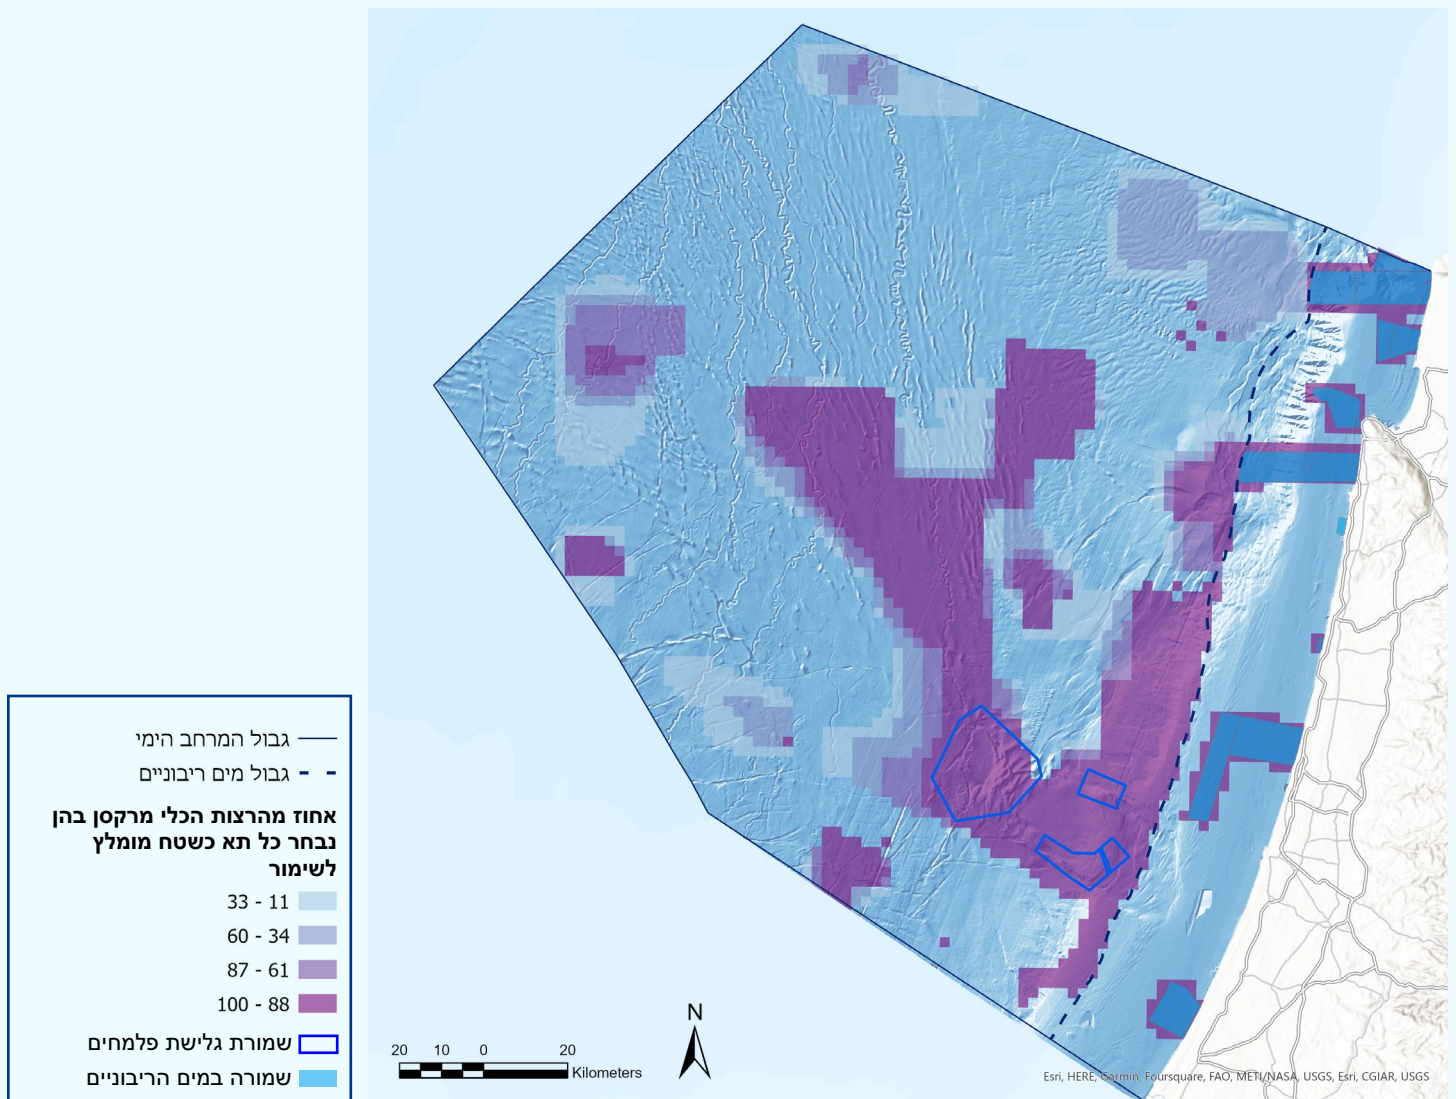 גבול המרחב הימי
גבול מים ריבוניים
אחוז מהרצות הכלי מרקסן בהן
נבחר כל תא כשטח מומלץ
לשימור
33 - 11
60 - 34
87 - 61
100 - 88
שמורת גלישת פלמחים
שמורה במים הריבוניים
20 10 0 20
Kilometers
N
Esri, HERE, Garmin, Foursquare, FAO, METI/NASA, USGS, Esri, CGIAR, USGS